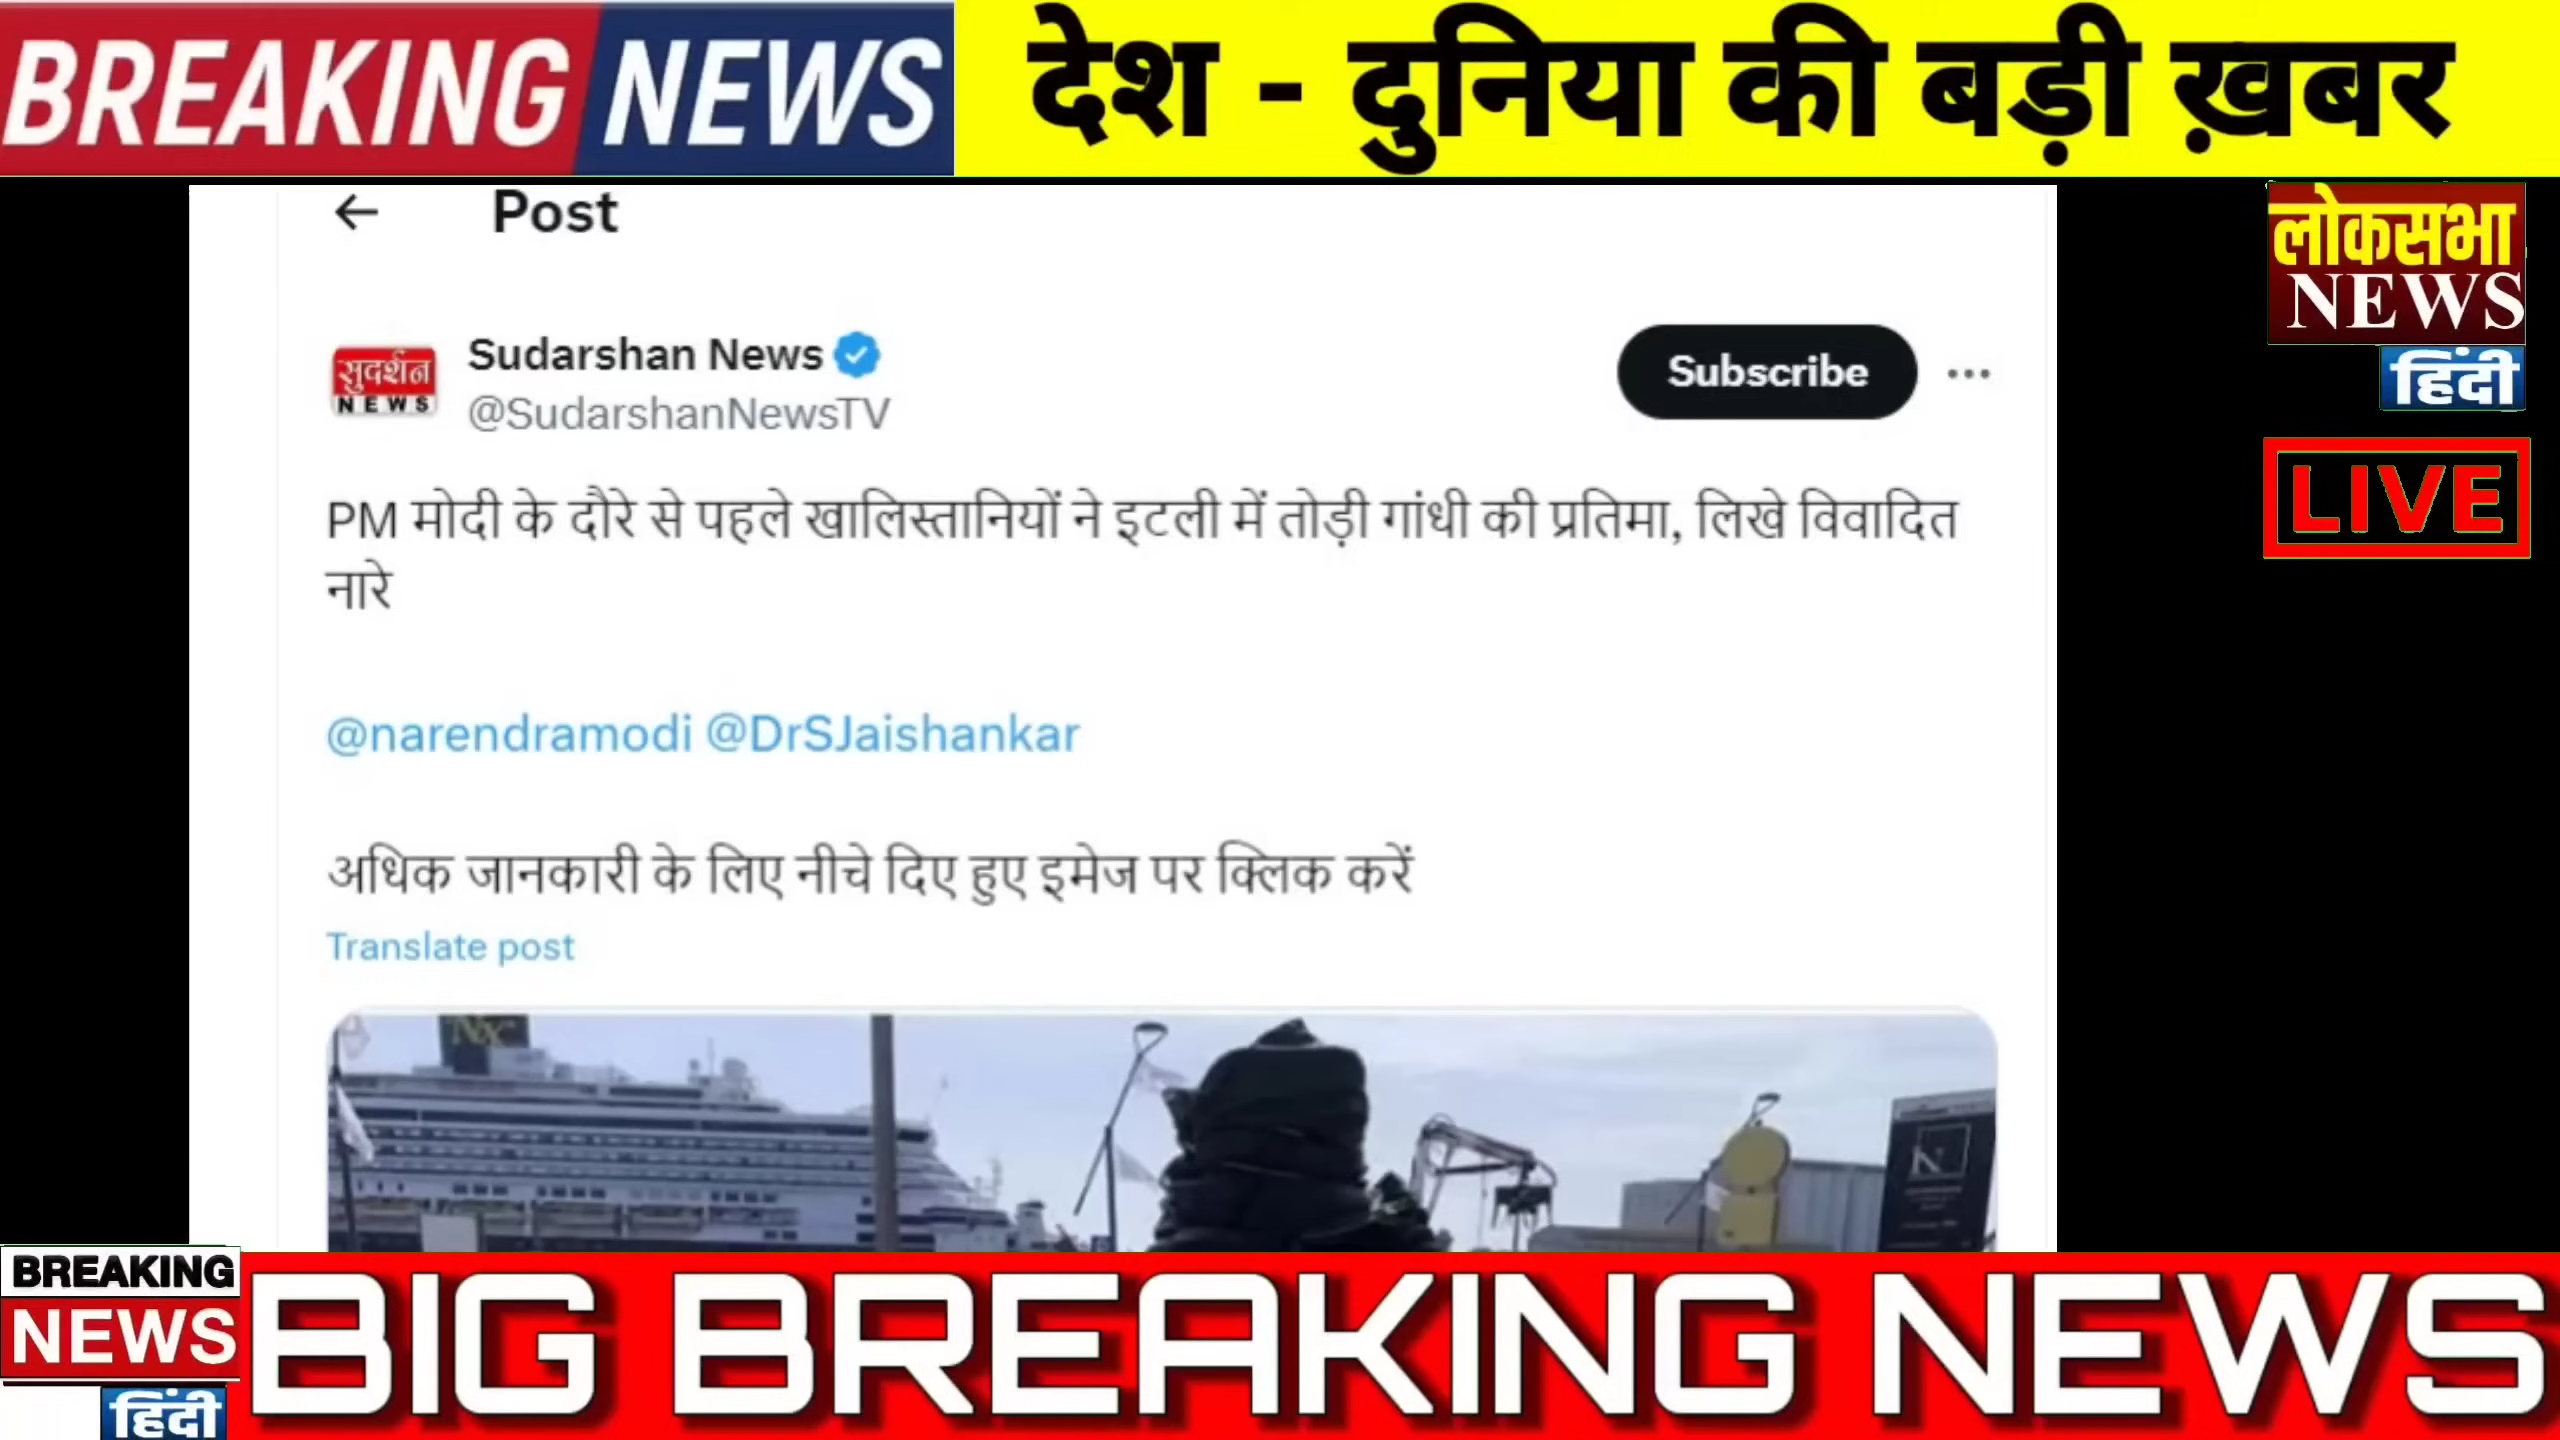 BREAKING NEWS
देश - दुनिया की बड़ी ख़बर
← Post
लोकसभा
NEWS
हिंदी
LIVE
सुदर्शन
NEWS
Sudarshan News
@SudarshanNewsTV
Subscribe
PM मोदी के दौरे से पहले खालिस्तानियों ने इटली में तोड़ी गांधी की प्रतिमा, लिखे विवादित
नारे
@narendramodi @DrSJaishankar
अधिक जानकारी के लिए नीचे दिए हुए इमेज पर क्लिक करें
Translate post
BREAKING
NEWS
हिंदी
BIG BREAKING NEWS